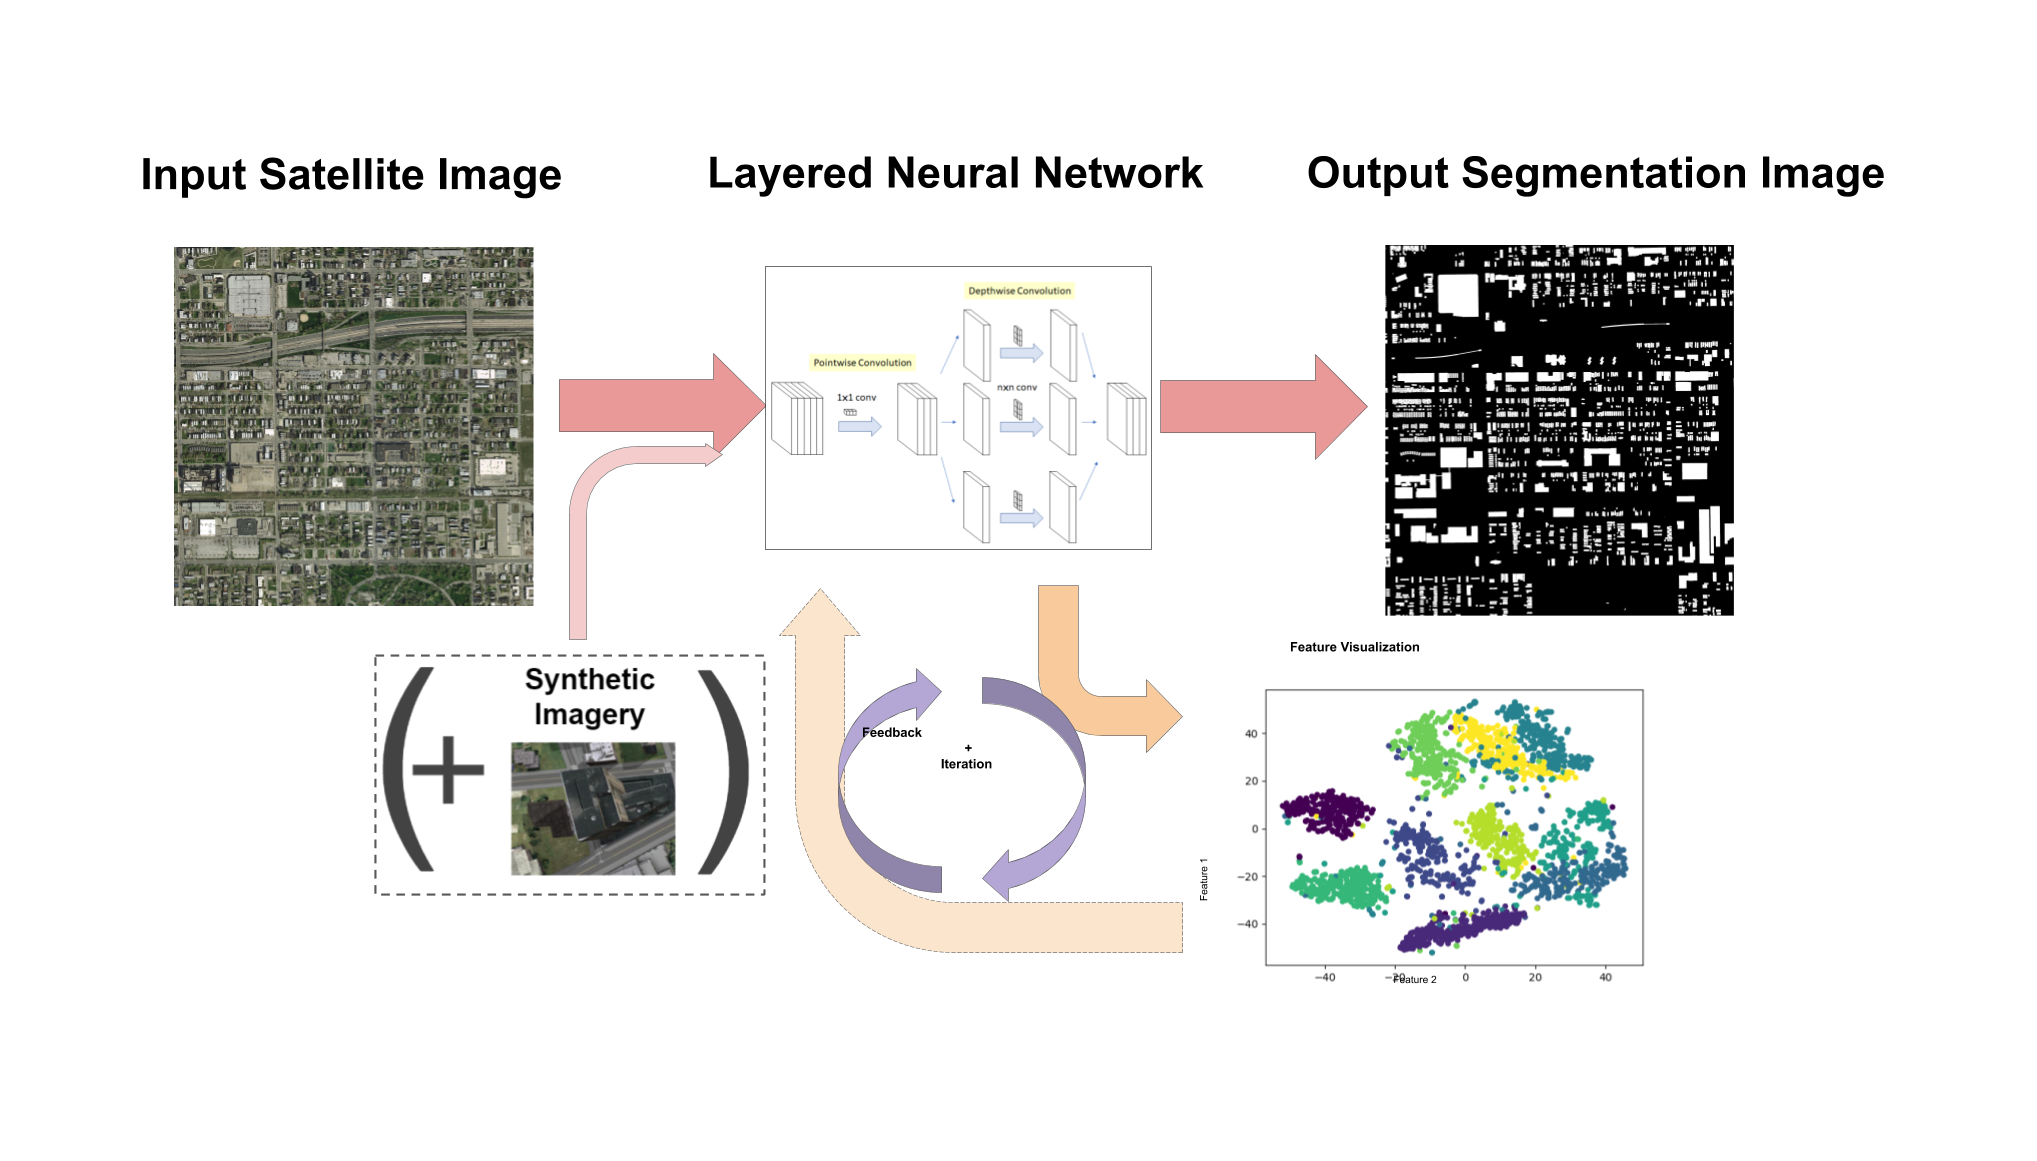 Input Satellite Image
Layered Neural Network
Output Segmentation Image
Depthwise Convolution
Pointwise Convolution
1x1 conv
nxn conv
(+
Synthetic
Imagery
)
Feedback
+
Iteration
Feature Visualization
Feature 1
40
20
0
−20
−40
−40
−20
0
20
40
Feature 2